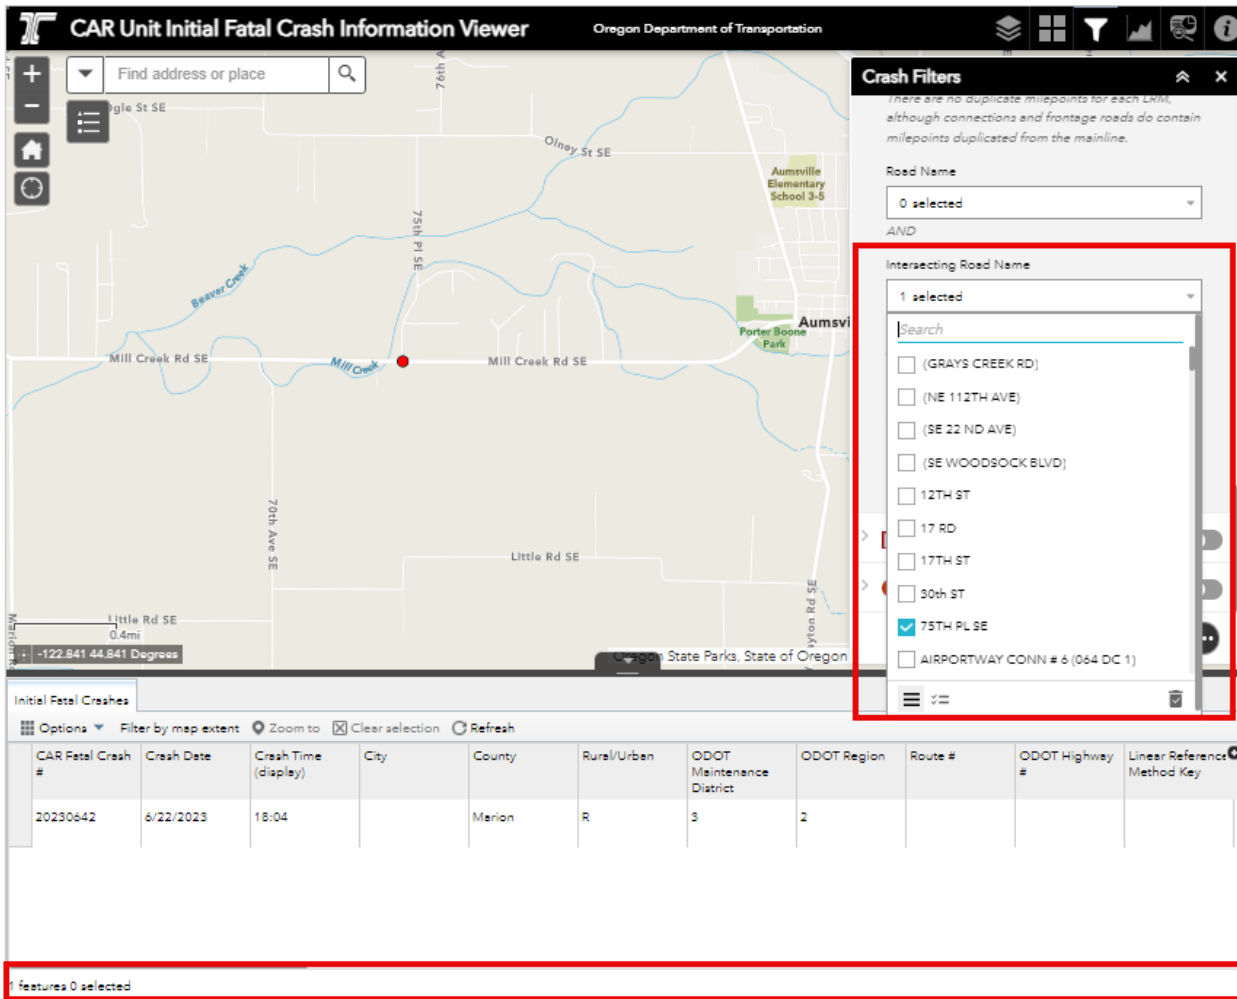 CAR Unit Initial Fatal Crash Information Viewer
Oregon Department of Transportation
Find address or place
Crash Filters
There are no duplicate milepoints for each LRM,
although connections and frontage roads do contain
milepoints duplicated from the mainline.
Road Name
0 selected
AND
Intersecting Road Name
1 selected
Search
(GRAYS CREEK RD)
(NE 112TH AVE)
(SE 22 ND AVE)
(SE WOODSOCK BLVD)
12TH ST
17 RD
17TH ST
30th ST
75TH PL SE
AIRPORTWAY CONN # 6 (064 DC 1)
76th A
ogle St SE
Olney St SE
Aumsville
Elementary
School 3-5
75th Pl SE
Beaver Creek
Porter Boone
Park
Aumsvi
Mill Creek Rd SE
Mill Creek
Mill Creek Rd SE
70th Ave SE
Little Rd SE
Little Rd SE
Marion R
yton Rd SE
0.4mi
-122.841 44.841 Degrees
Oregon State Parks, State of Oregon
Initial Fatal Crashes
Options Filter by map extent Zoom to Clear selection Refresh
CAR Fatal Crash # Crash Date Crash Time (display) City County Rural/Urban ODOT Maintenance District ODOT Region Route # ODOT Highway # Linear Reference Method Key
20230642 6/22/2023 18:04 Marion R 3 2
1 features 0 selected